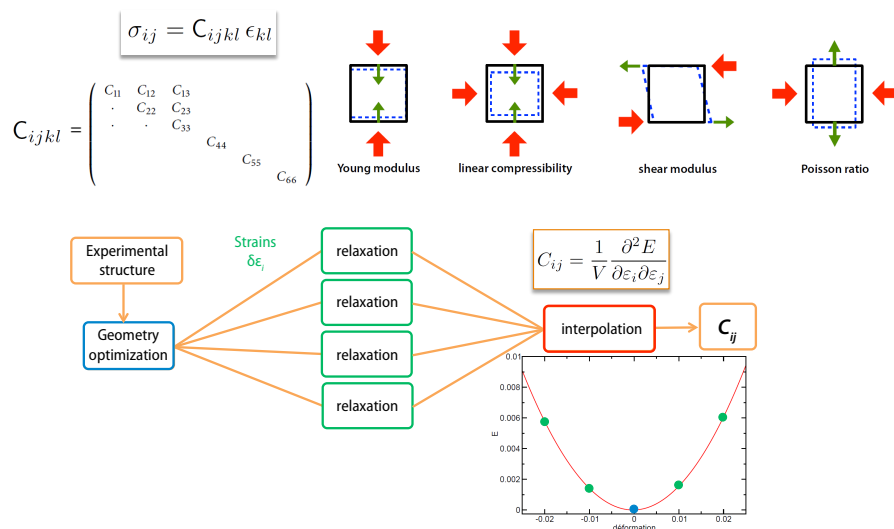 σij = Cijkl ϵkl
Cijkl =
C11 C12 C13
· C22 C23
· · C33
C44
C55
C66
Young modulus
linear compressibility
shear modulus
Poisson ratio
Experimental
structure
Geometry
optimization
Strains
δεi
relaxation
relaxation
relaxation
relaxation
Cij = 1/V ∂²E/∂εi∂εj
interpolation
Cij
0.01
0.008
0.006
0.004
0.002
0
E
-0.02 -0.01 0 0.01 0.02
déformation